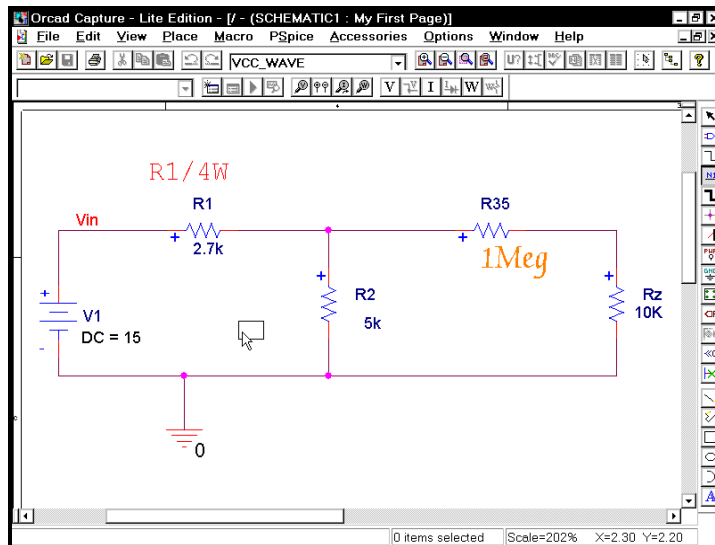 Orcad Capture - Lite Edition - [/ - (SCHEMATIC1 : My First Page)]
File Edit View Place Macro PSpice Accessories Options Window Help
VCC_WAVE
U?
V I W
R1/4W
R1
R35
Vin
2.7k
1Meg
R2
Rz
V1
5k
10K
DC = 15
0
0 items selected Scale=202% X=2.30 Y=2.20